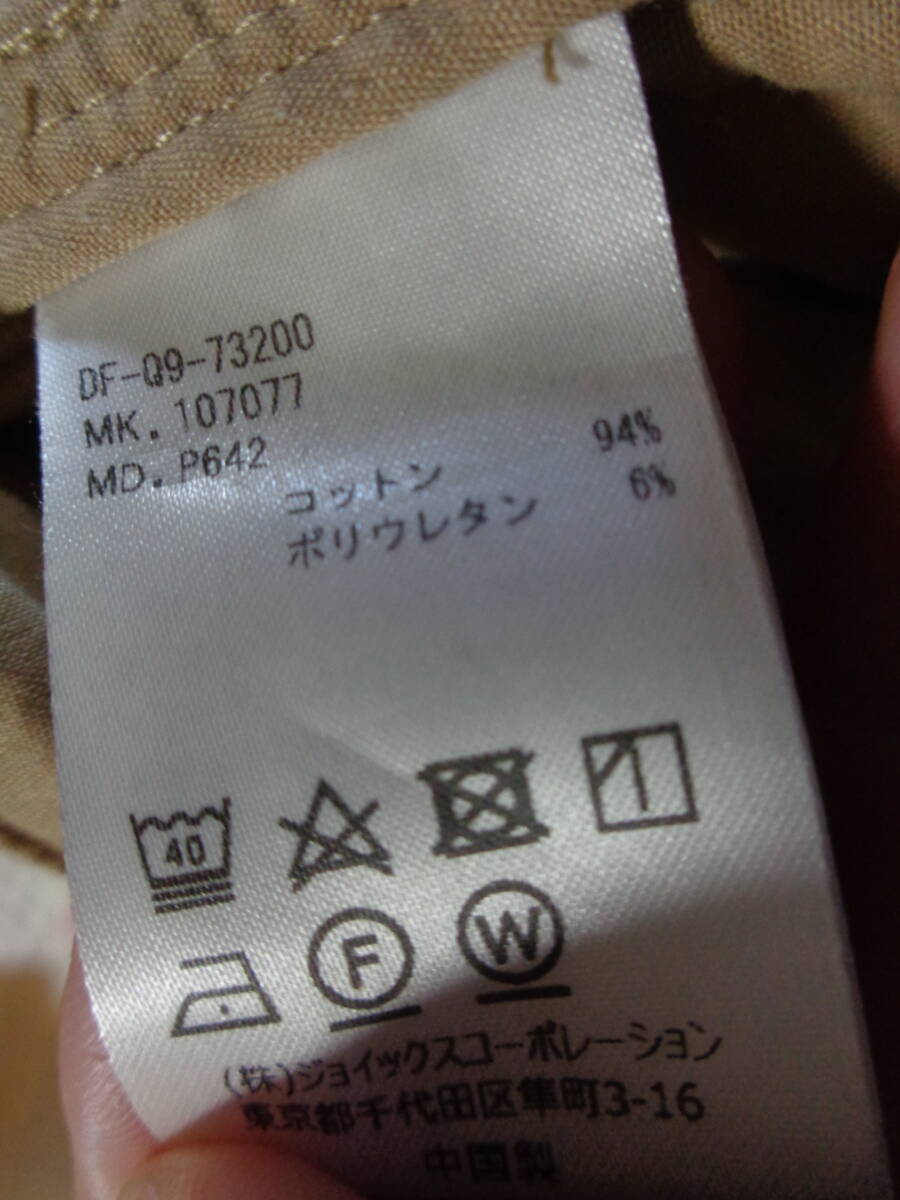 DF-Q9-73200
MK. 107077
MD. P642
コットン 94%
ポリウレタン 6%
40
F W
(株)ジョイックスコーポレーション
東京都千代田区隼町3-16
中国製